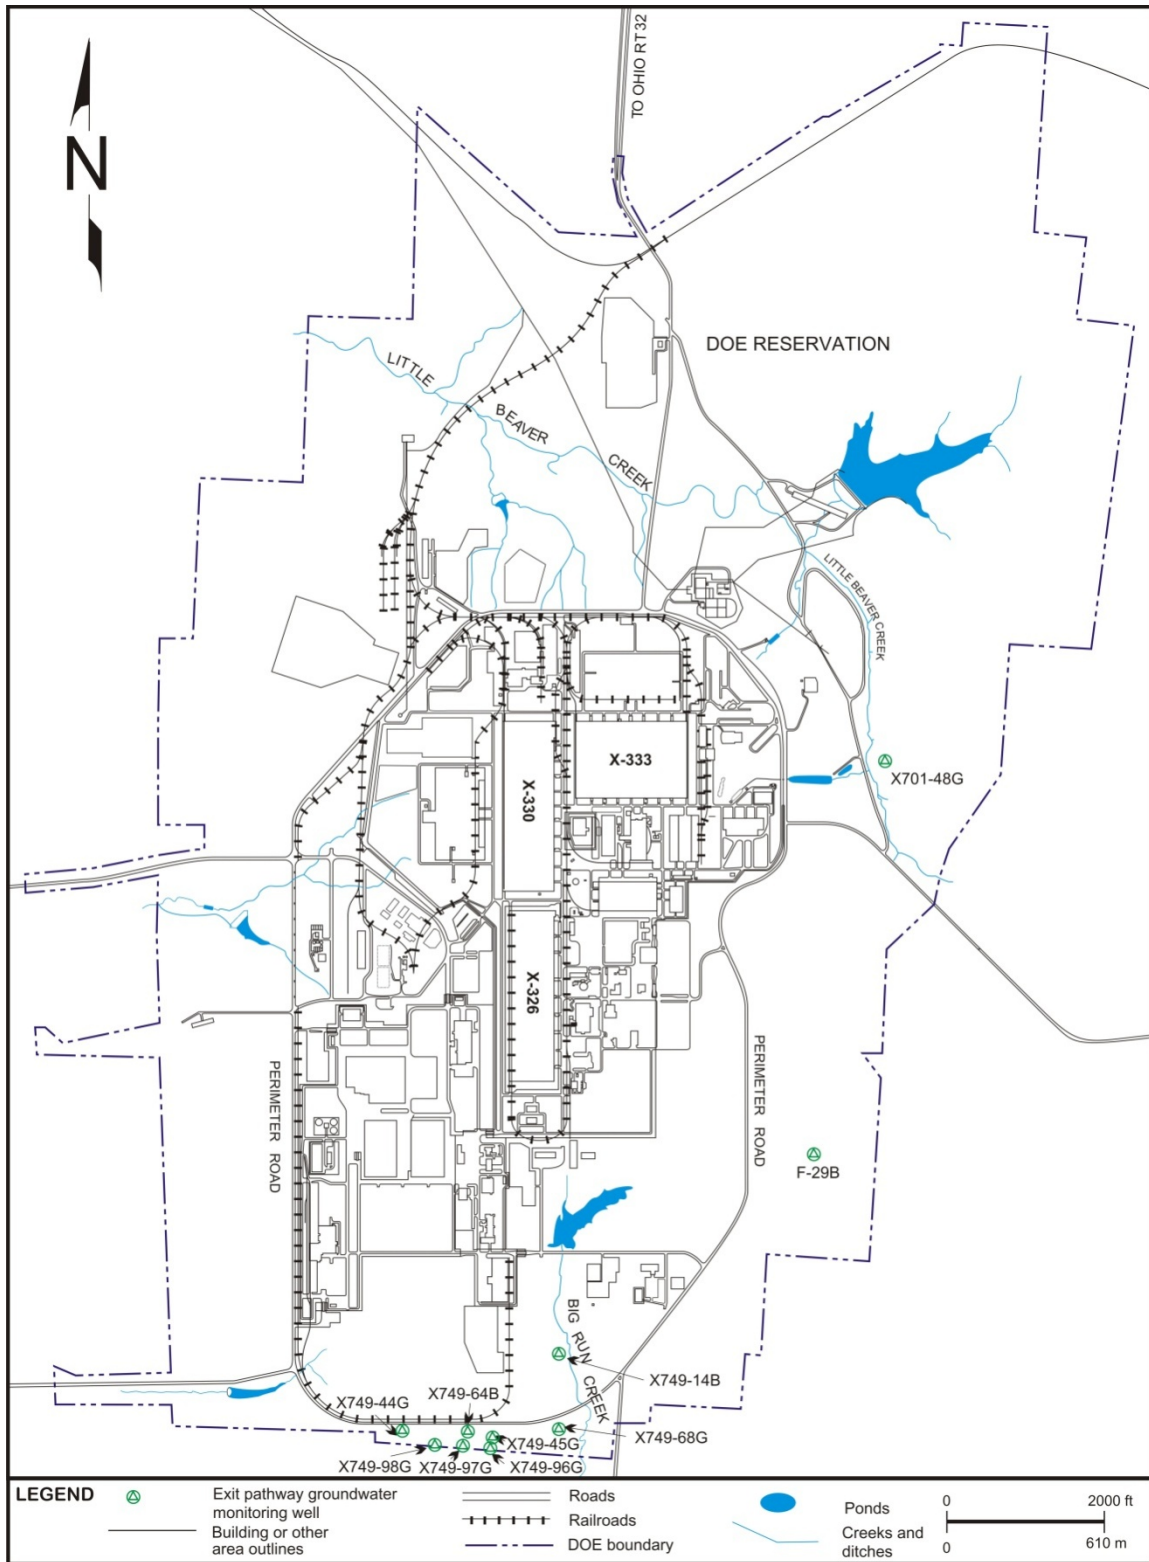 TO OHIO RT 32
N
DOE RESERVATION
LITTLE
BEAVER
CREEK
LITTLE BEAVER CREEK
X-333
X-330
X701-48G
X-326
PERIMETER ROAD
PERIMETER ROAD
F-29B
BIG RUN CREEK
X749-14B
X749-64B
X749-44G
X749-68G
X749-45G
X749-98G
X749-97G
X749-96G
LEGEND
Exit pathway groundwater
monitoring well
Building or other
area outlines
Roads
Railroads
DOE boundary
Ponds
Creeks and
ditches
0 2000 ft
0 610 m